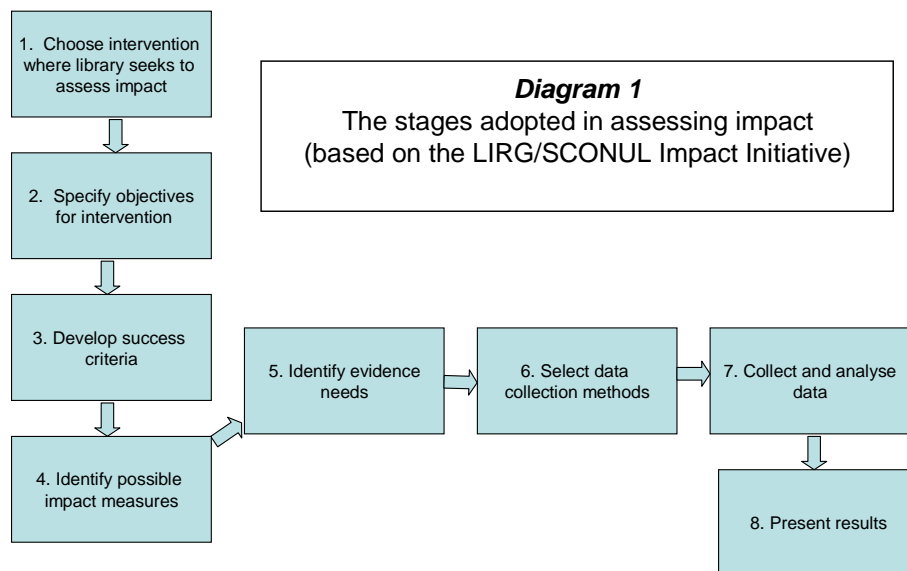 1. Choose intervention
where library seeks to
assess impact
Diagram 1
The stages adopted in assessing impact
(based on the LIRG/SCONUL Impact Initiative)
2. Specify objectives
for intervention
3. Develop success
criteria
4. Identify possible
impact measures
5. Identify evidence
needs
6. Select data
collection methods
7. Collect and analyse
data
8. Present results